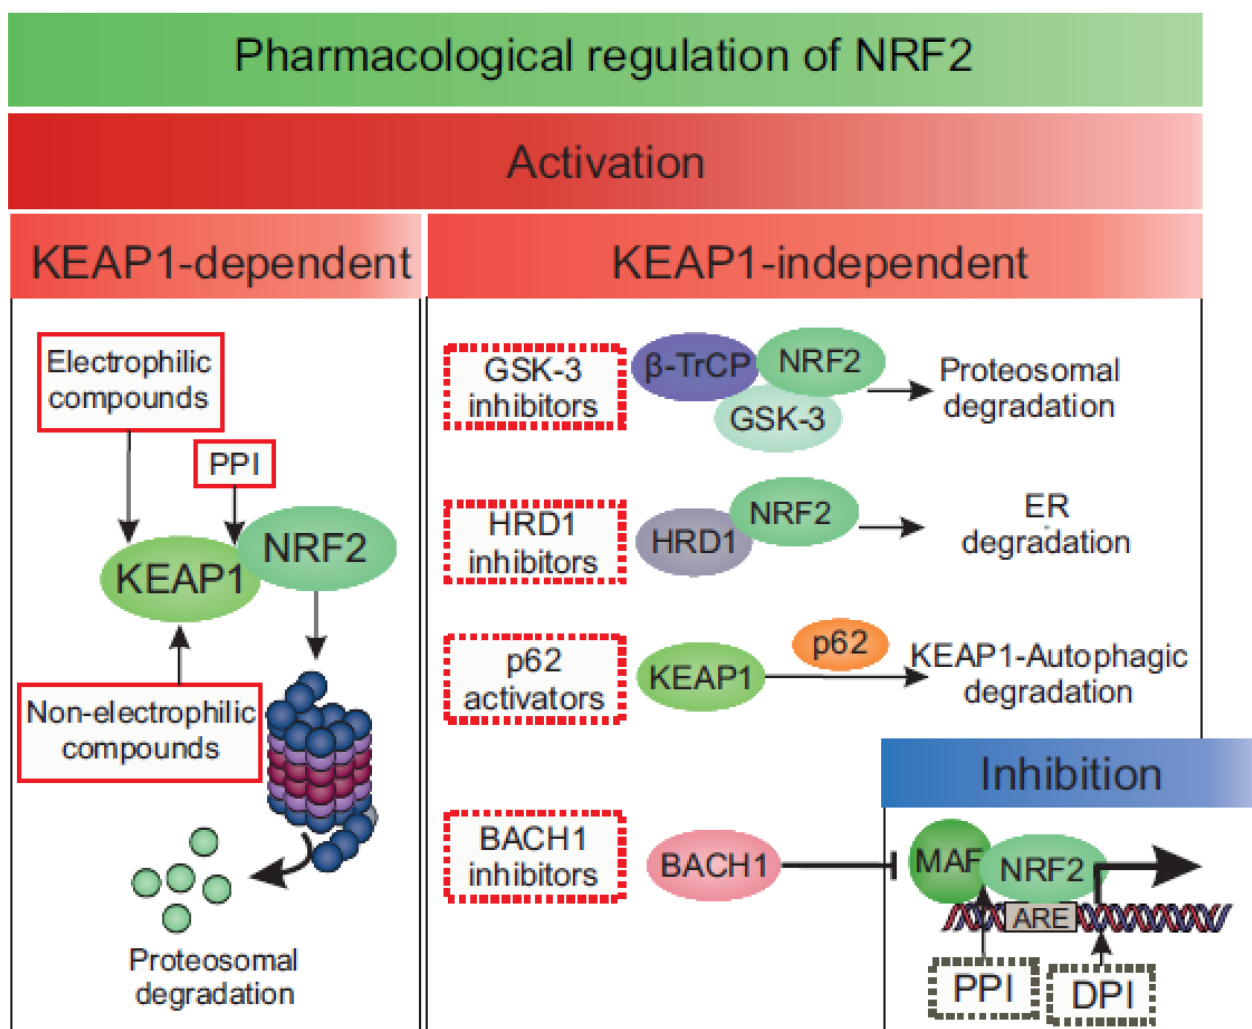 Pharmacological regulation of NRF2
Activation
KEAP1-dependent
KEAP1-independent
Electrophilic
compounds
PPI
KEAP1
NRF2
Non-electrophilic
compounds
Proteosomal
degradation
GSK-3
inhibitors
β-TrCP
NRF2
GSK-3
Proteosomal
degradation
HRD1
inhibitors
HRD1
NRF2
ER
degradation
p62
activators
KEAP1
p62
KEAP1-Autophagic
degradation
BACH1
inhibitors
BACH1
Inhibition
MAF
NRF2
ARE
PPI
DPI